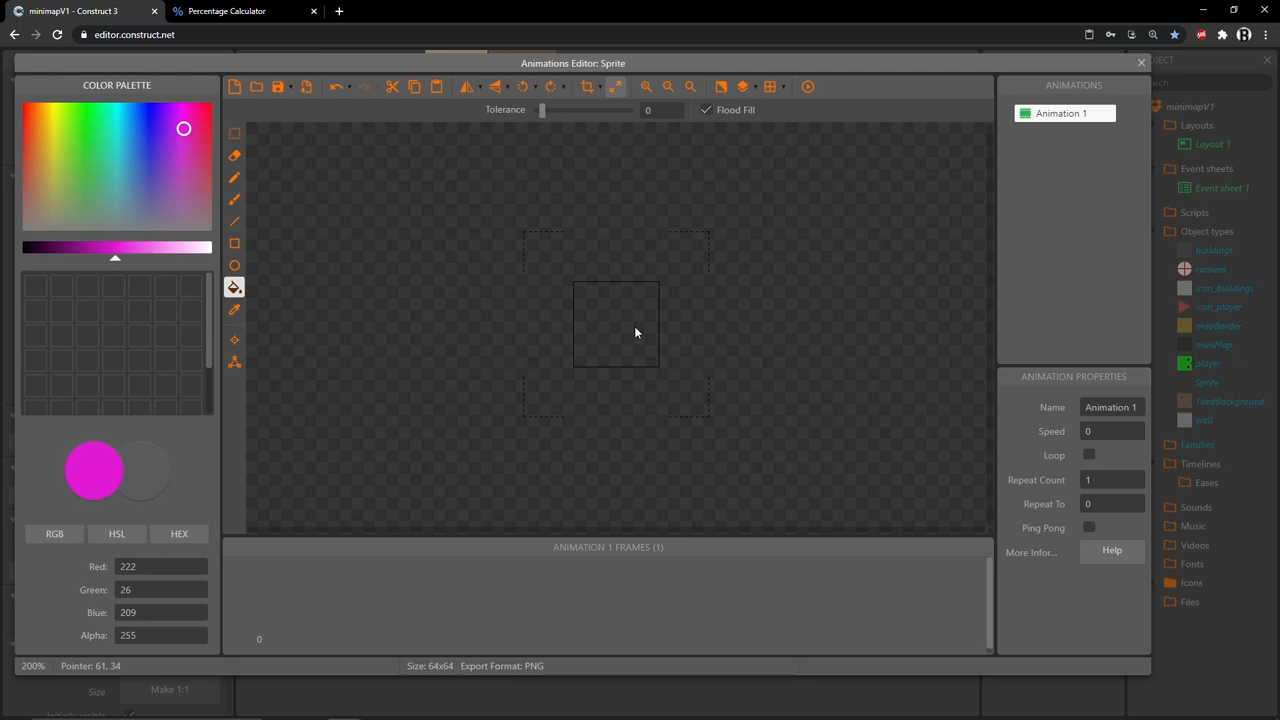 minimapV1 - Construct 3
Percentage Calculator
editor.construct.net
Animations Editor: Sprite
COLOR PALETTE
Tolerance
0
Flood Fill
ANIMATIONS
Animation 1
minimapV1
Layouts
Layout 1
Event sheets
Event sheet 1
Scripts
Object types
buildings
camera
icon_buildings
icon_player
mapBorder
miniMap
player
Sprite
TiledBackground
wall
Families
Timelines
Eases
Sounds
Music
Videos
Fonts
Icons
Files
ANIMATION PROPERTIES
Name Animation 1
Speed 0
Loop
Repeat Count 1
Repeat To 0
Ping Pong
More Infor... Help
RGB HSL HEX
Red: 222
Green: 26
Blue: 209
Alpha: 255
ANIMATION 1 FRAMES (1)
0
200% Pointer: 61, 34 Size: 64x64 Export Format: PNG
Size Make 1:1